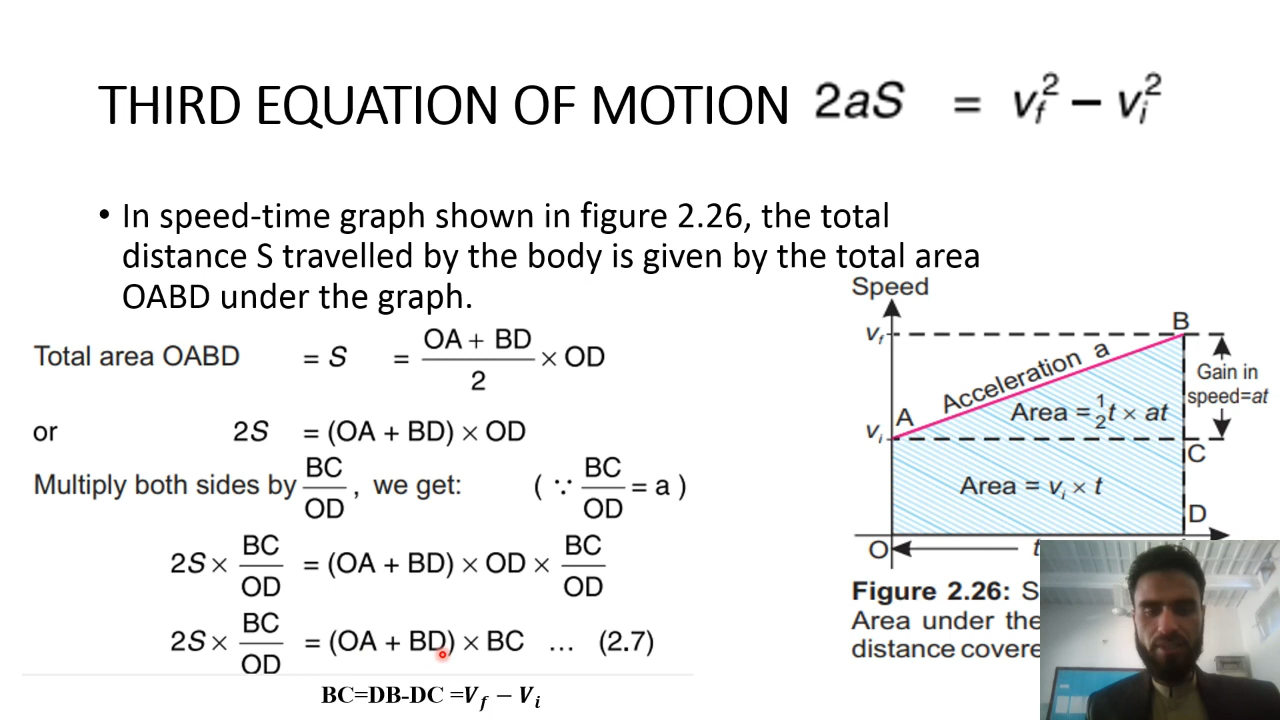 THIRD EQUATION OF MOTION 2aS = v_f^2 – v_i^2
• In speed-time graph shown in figure 2.26, the total
distance S travelled by the body is given by the total area
OABD under the graph.
Total area OABD = S = (OA + BD)/2 × OD
or 2S = (OA + BD) × OD
Multiply both sides by BC/OD , we get: ( ∵ BC/OD = a )
2S × BC/OD = (OA + BD) × OD × BC/OD
2S × BC/OD = (OA + BD) × BC ... (2.7)
BC=DB-DC =V_f − V_i
Speed
v_f
B
Acceleration a
Gain in
speed=at
A
Area = ½t × at
v_i
C
Area = v_i × t
D
O
t
Figure 2.26: S
Area under the
distance covere